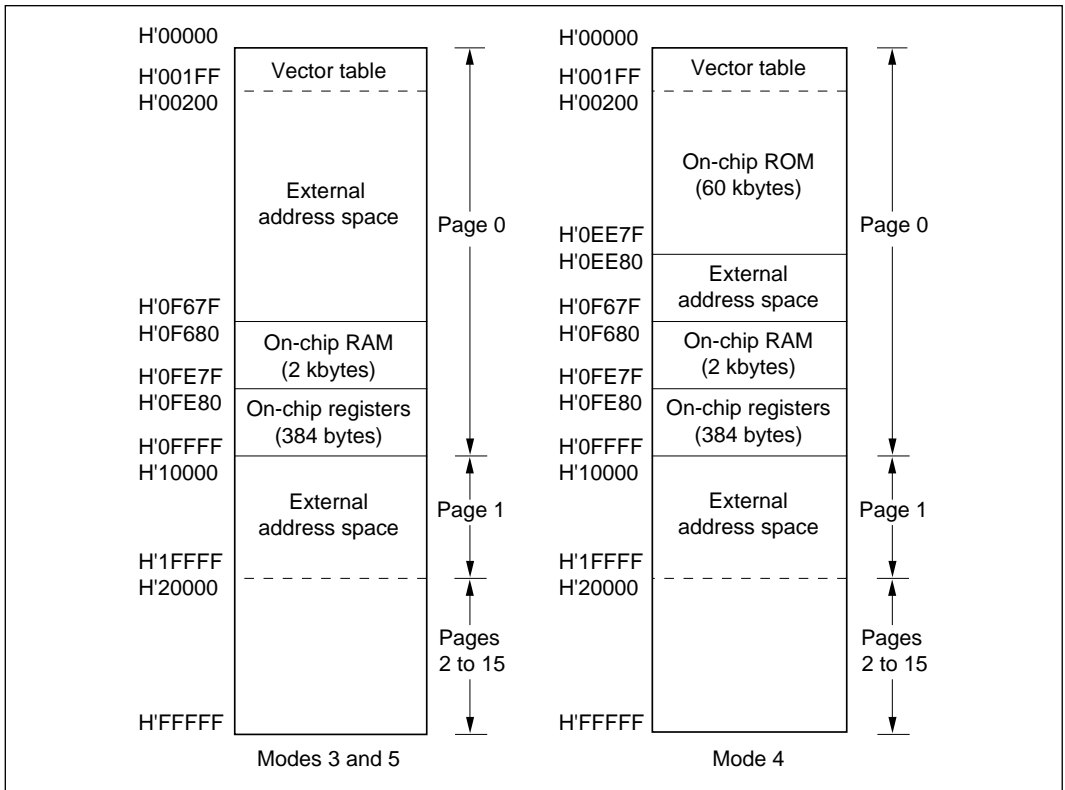 H'00000
Vector table
H'001FF
H'00200
External
address space
Page 0
H'0F67F
H'0F680
On-chip RAM
(2 kbytes)
H'0FE7F
H'0FE80
On-chip registers
(384 bytes)
H'0FFFF
H'10000
External
address space
Page 1
H'1FFFF
H'20000
Pages
2 to 15
H'FFFFF
Modes 3 and 5
H'00000
Vector table
H'001FF
H'00200
On-chip ROM
(60 kbytes)
Page 0
H'0EE7F
H'0EE80
External
address space
H'0F67F
H'0F680
On-chip RAM
(2 kbytes)
H'0FE7F
H'0FE80
On-chip registers
(384 bytes)
H'0FFFF
H'10000
External
address space
Page 1
H'1FFFF
H'20000
Pages
2 to 15
H'FFFFF
Mode 4